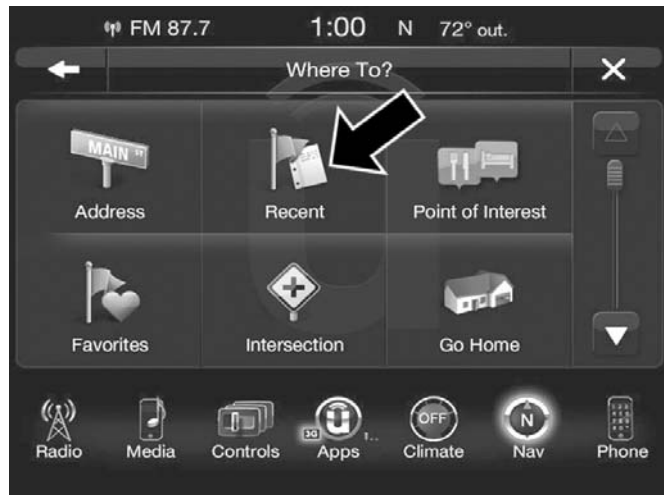 FM 87.7 1:00 N 72° out.
Where To?
MAIN
Address Recent Point of Interest
Favorites Intersection Go Home
OFF N
3G 1..
Radio Media Controls Apps Climate Nav Phone